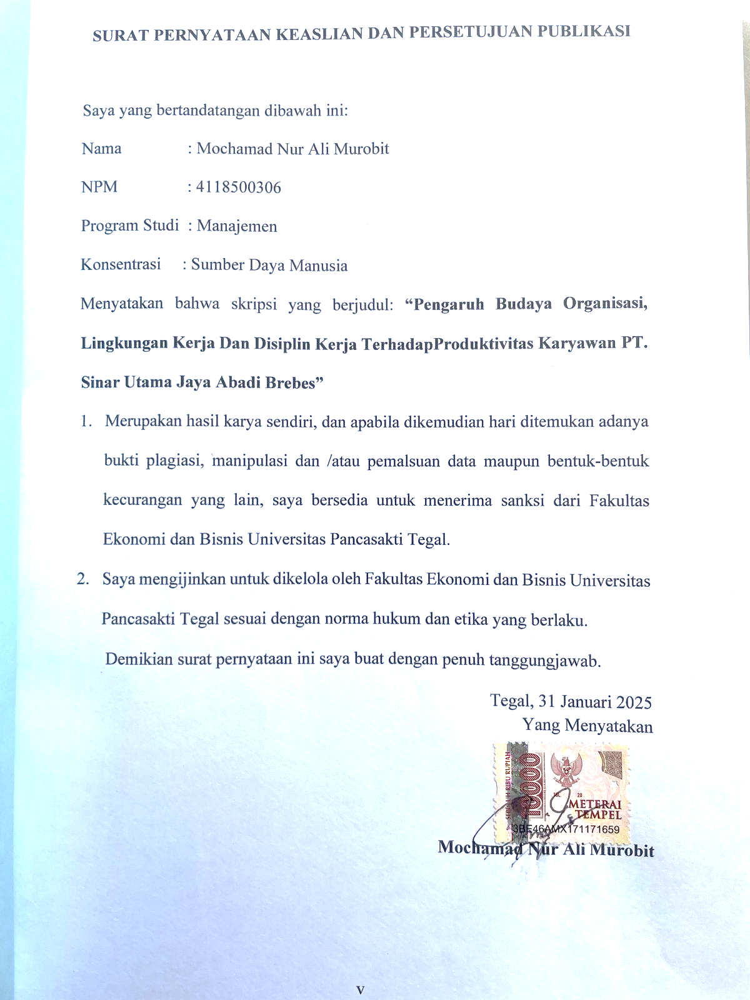 SURAT PERNYATAAN KEASLIAN DAN PERSETUJUAN PUBLIKASI
Saya yang bertandatangan dibawah ini:
Nama : Mochamad Nur Ali Murobit
NPM : 4118500306
Program Studi : Manajemen
Konsentrasi : Sumber Daya Manusia
Menyatakan bahwa skripsi yang berjudul: “Pengaruh Budaya Organisasi,
Lingkungan Kerja Dan Disiplin Kerja TerhadapProduktivitas Karyawan PT.
Sinar Utama Jaya Abadi Brebes”
1. Merupakan hasil karya sendiri, dan apabila dikemudian hari ditemukan adanya
bukti plagiasi, manipulasi dan /atau pemalsuan data maupun bentuk-bentuk
kecurangan yang lain, saya bersedia untuk menerima sanksi dari Fakultas
Ekonomi dan Bisnis Universitas Pancasakti Tegal.
2. Saya mengijinkan untuk dikelola oleh Fakultas Ekonomi dan Bisnis Universitas
Pancasakti Tegal sesuai dengan norma hukum dan etika yang berlaku.
Demikian surat pernyataan ini saya buat dengan penuh tanggungjawab.
Tegal, 31 Januari 2025
Yang Menyatakan
SEPULUH RIBU RUPIAH
10000
TGL. 20
METERAI
TEMPEL
3BE46AMX171171659
Mochamad Nur Ali Murobit
v